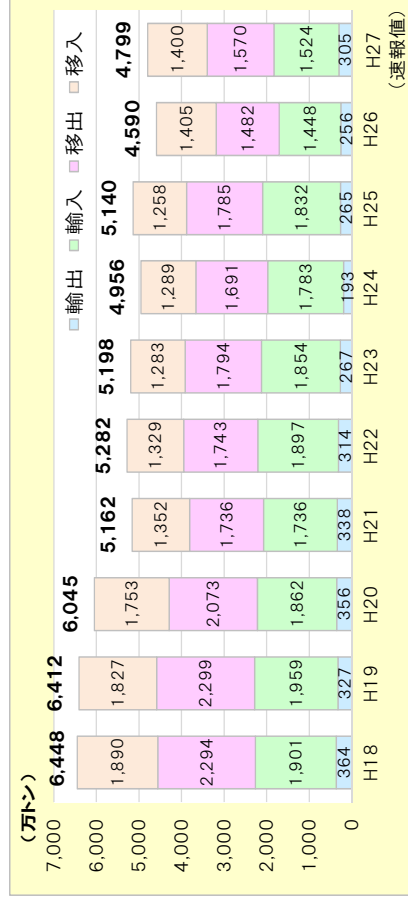 （万トン）
■輸出 ■輸入 ■移出 ■移入
7,000
6,000
5,000
4,000
3,000
2,000
1,000
0
6,448 6,412 6,045 5,162 5,282 5,198 4,956 5,140 4,590 4,799
1,890 1,827 1,753 1,352 1,329 1,283 1,289 1,258 1,405 1,400
2,294 2,299 2,073 1,736 1,743 1,794 1,691 1,785 1,482 1,570
1,901 1,959 1,862 1,736 1,897 1,854 1,783 1,832 1,448 1,524
364 327 356 338 314 267 193 265 256 305
H18 H19 H20 H21 H22 H23 H24 H25 H26 H27
（速報値）